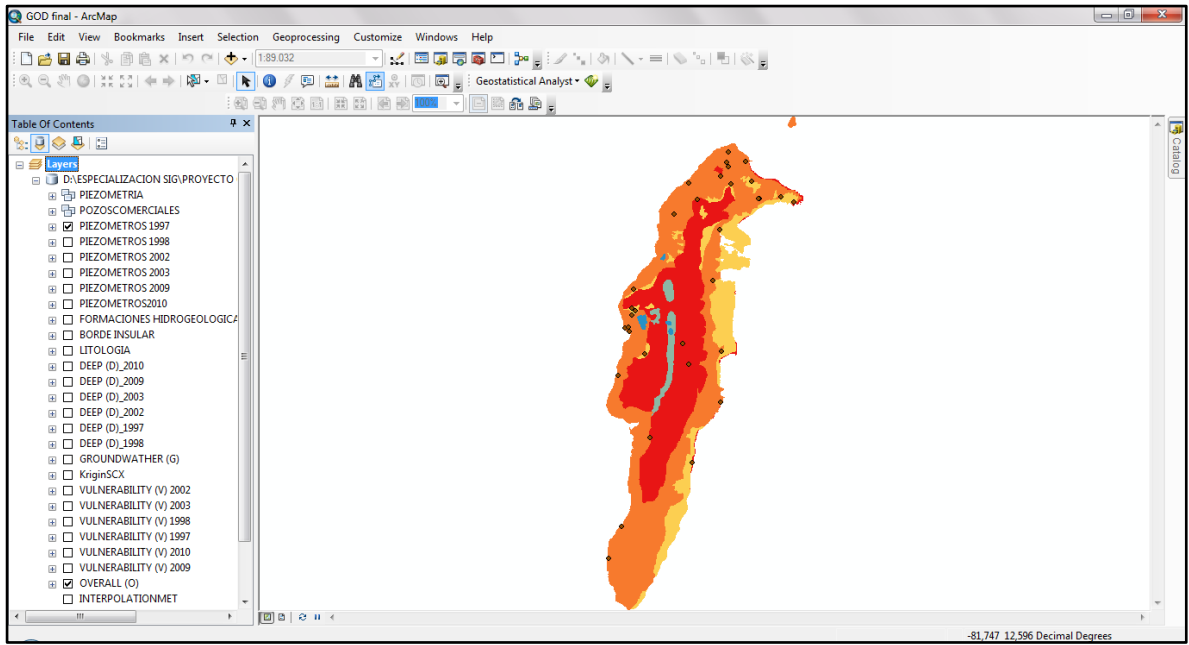 GOD final - ArcMap
File Edit View Bookmarks Insert Selection Geoprocessing Customize Windows Help
1:89.032
Geostatistical Analyst
100%
Table Of Contents
Catalog
Layers
D:\ESPECIALIZACION SIG\PROYECTO
PIEZOMETRIA
POZOSCOMERCIALES
PIEZOMETROS 1997
PIEZOMETROS 1998
PIEZOMETROS 2002
PIEZOMETROS 2003
PIEZOMETROS 2009
PIEZOMETROS2010
FORMACIONES HIDROGEOLOGICA
BORDE INSULAR
LITOLOGIA
DEEP (D)_2010
DEEP (D)_2009
DEEP (D)_2003
DEEP (D)_2002
DEEP (D)_1997
DEEP (D)_1998
GROUNDWATHER (G)
KriginSCX
VULNERABILITY (V) 2002
VULNERABILITY (V) 2003
VULNERABILITY (V) 1998
VULNERABILITY (V) 1997
VULNERABILITY (V) 2010
VULNERABILITY (V) 2009
OVERALL (O)
INTERPOLATIONMET
-81,747 12,596 Decimal Degrees